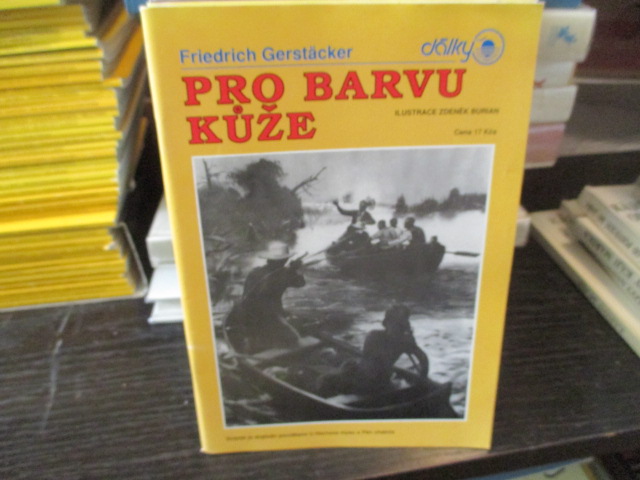 Friedrich Gerstäcker
dálky
PRO BARVU
KŮŽE
ILUSTRACE ZDENĚK BURIAN
Cena 17 Kčs